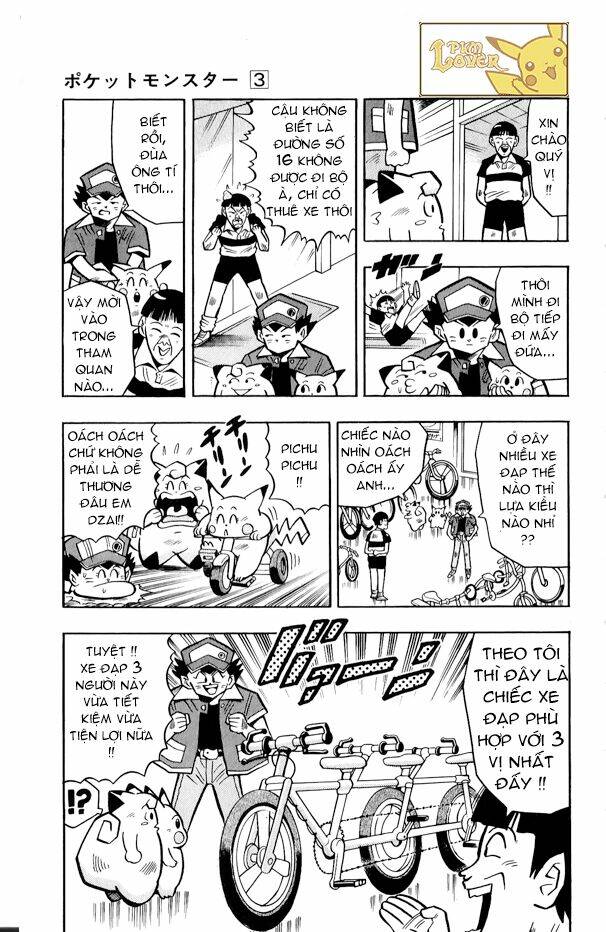 PKM
LOVER
ポケットモンスター 3
XIN
CHÀO
QUÝ
VỊ
!!
CÂU KHÔNG
BIẾT LÀ
ĐƯỜNG SỐ
16 KHÔNG
ĐƯỢC ĐI BỘ
À, CHỈ CÓ
THUÊ XE THÔI
BIẾT
RỒI,
ĐÙA
ÔNG TÍ
THÔI...
ガッ
THÔI
MÌNH ĐI
BỘ TIẾP
ĐI MẤY
ĐỨA...
VẬY MỜI
VÀO
TRONG
THAM
QUAN
NÀO...
Ở ĐÂY
NHIỀU XE
ĐẠP THẾ
NÀO THÌ
LỰA KIỂU
NÀO NHÍ
??
CHIẾC NÀO
NHÌN OÁCH
OÁCH ẤY
ANH...
PICHU
PICHU
!!
OÁCH OÁCH
CHỨ KHÔNG
PHẢI LÀ DỄ
THƯƠNG
ĐÂU EM
DZAI!!
THEO TÔI
THÌ ĐÂY LÀ
CHIẾC XE
ĐẠP PHÙ
HỢP VỚI 3
VỊ NHẤT
ĐẤY !!
TUYỆT !!
XE ĐẠP 3
NGƯỜI NÀY
VỪA TIẾT
KIỆM VỪA
TIỆN LỢI NỮA
!!
!?